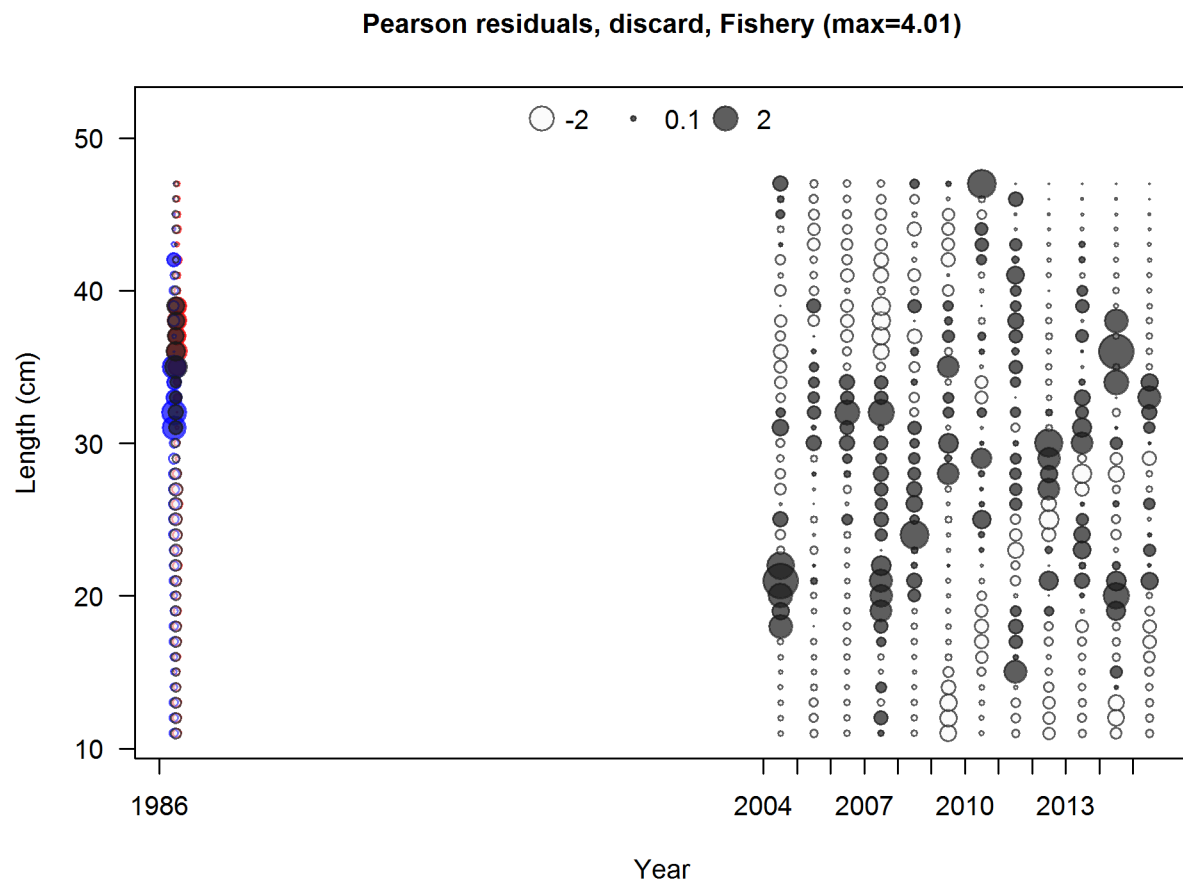 Pearson residuals, discard, Fishery (max=4.01)
-2 0.1 2
50
40
30
20
10
Length (cm)
1986 2004 2007 2010 2013
Year